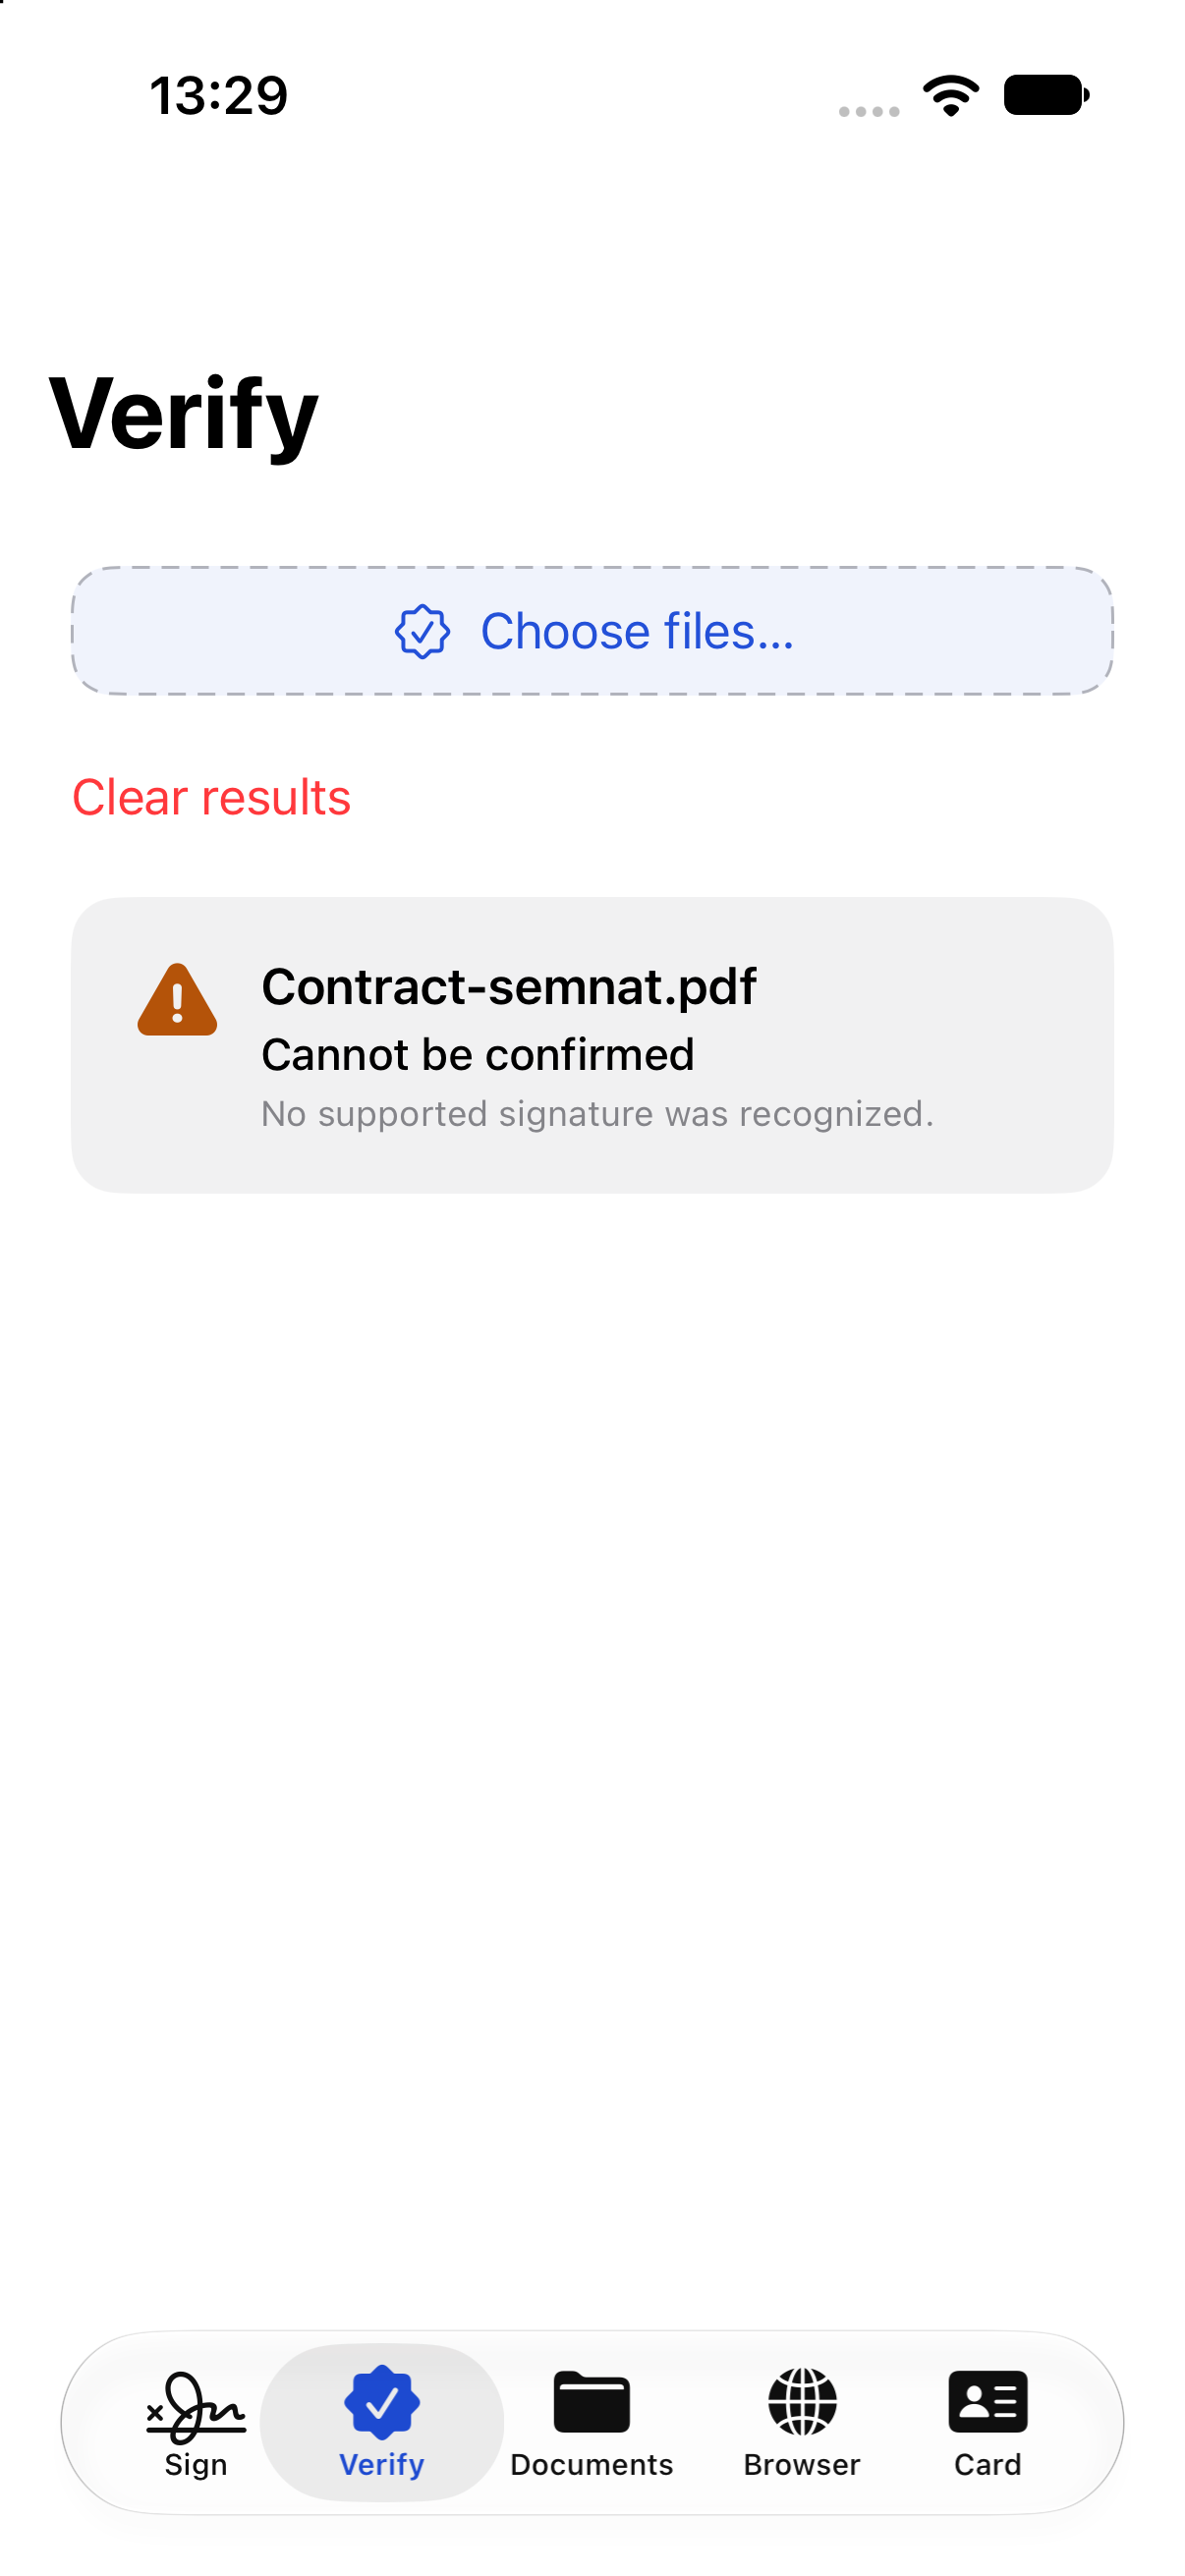 13:29
Verify
Choose files...
Clear results
Contract-semnat.pdf
Cannot be confirmed
No supported signature was recognized.
Sign
Verify
Documents
Browser
Card